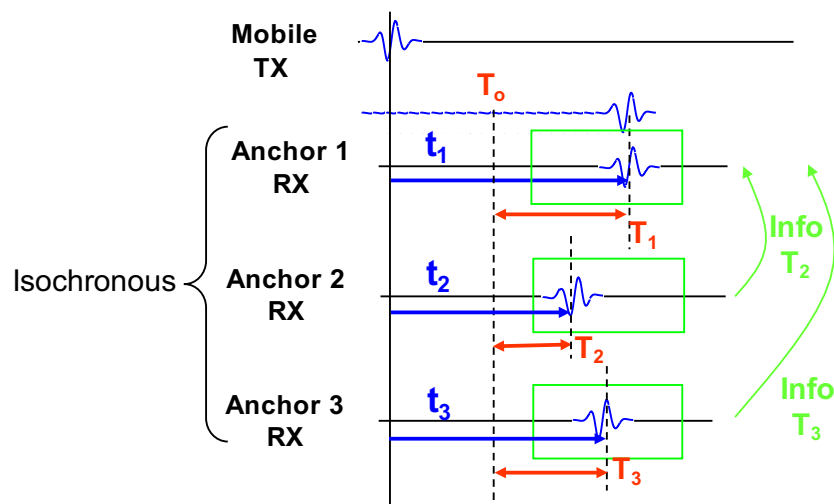 Mobile
TX
To
Anchor 1
RX
t1
T1
Info
T2
Isochronous
Anchor 2
RX
t2
T2
Anchor 3
RX
t3
T3
Info
T3